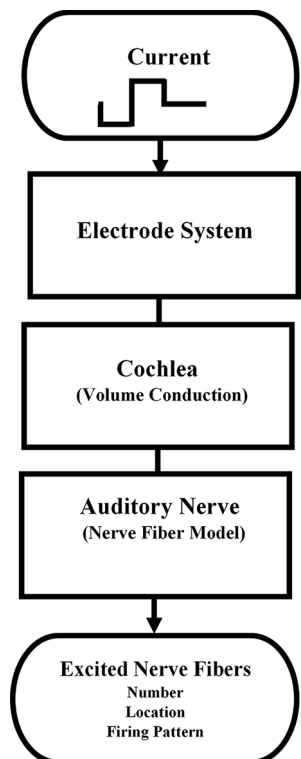 Current
Electrode System
Cochlea
(Volume Conduction)
Auditory Nerve
(Nerve Fiber Model)
Excited Nerve Fibers
Number
Location
Firing Pattern